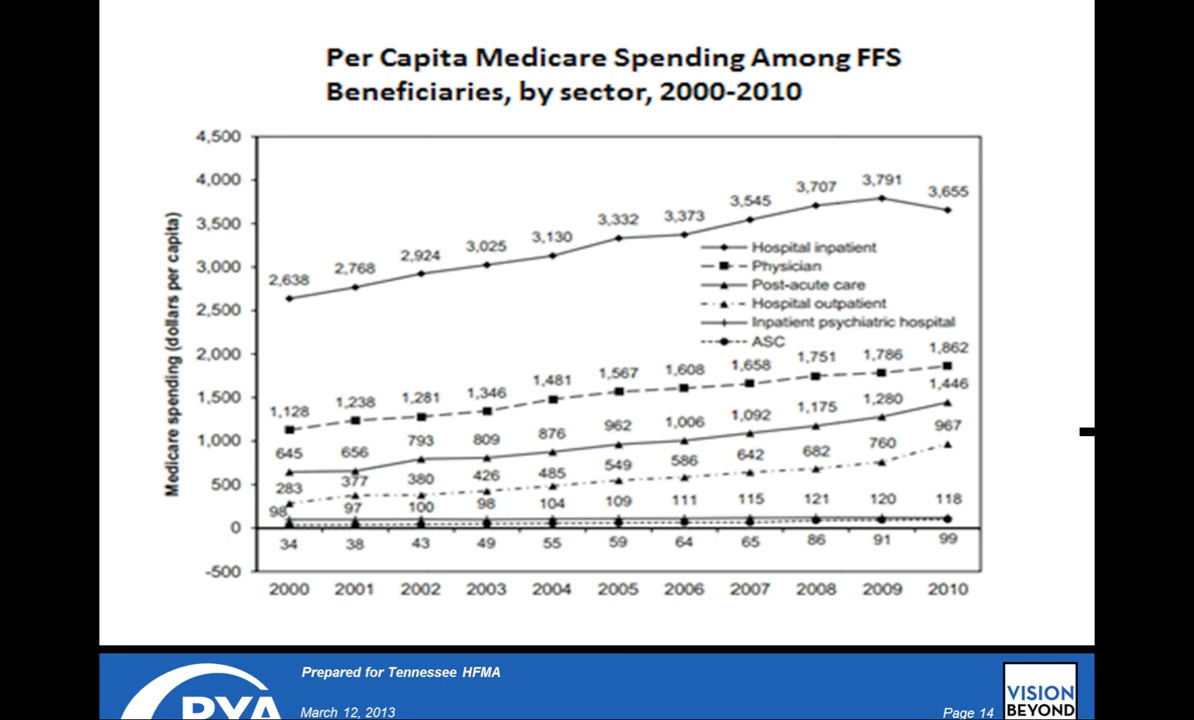 Per Capita Medicare Spending Among FFS
Beneficiaries, by sector, 2000-2010
Medicare spending (dollars per capita)
4,500
4,000
3,500
3,000
2,500
2,000
1,500
1,000
500
0
-500
2,638 2,768 2,924 3,025 3,130 3,332 3,373 3,545 3,707 3,791 3,655
Hospital inpatient
Physician
Post-acute care
Hospital outpatient
Inpatient psychiatric hospital
ASC
1,128 1,238 1,281 1,346 1,481 1,567 1,608 1,658 1,751 1,786 1,862
645 656 793 809 876 962 1,006 1,092 1,175 1,280 1,446
283 377 380 426 485 549 586 642 682 760 967
98 97 100 98 104 109 111 115 121 120 118
34 38 43 49 55 59 64 65 86 91 99
2000 2001 2002 2003 2004 2005 2006 2007 2008 2009 2010
PYA
Prepared for Tennessee HFMA
March 12, 2013
Page 14
VISION
BEYOND